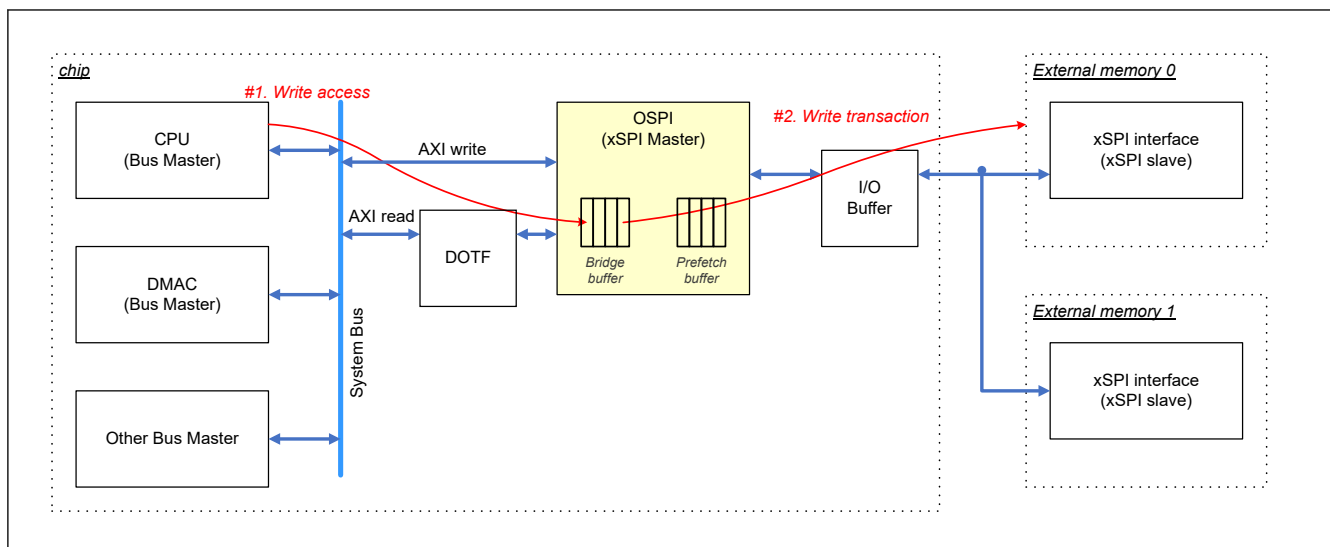 chip
#1. Write access
CPU
(Bus Master)
DMAC
(Bus Master)
Other Bus Master
System Bus
AXI write
AXI read
DOTF
OSPI
(xSPI Master)
Bridge
buffer
Prefetch
buffer
#2. Write transaction
I/O
Buffer
External memory 0
xSPI interface
(xSPI slave)
External memory 1
xSPI interface
(xSPI slave)